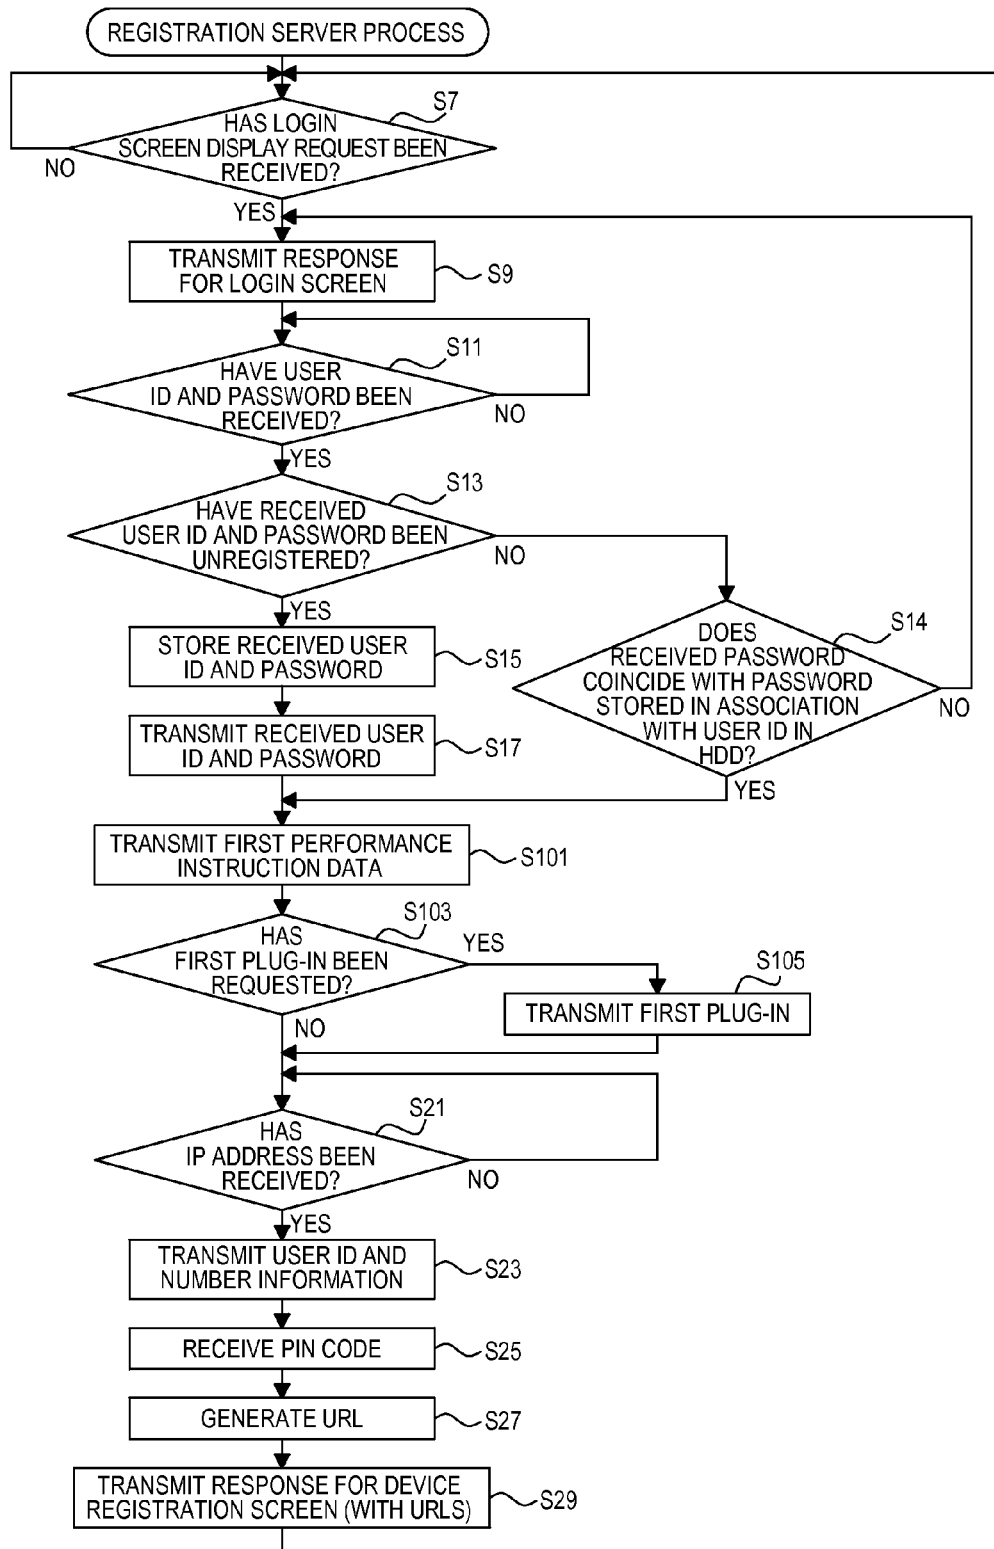 REGISTRATION SERVER PROCESS
S7
HAS LOGIN
SCREEN DISPLAY REQUEST BEEN
RECEIVED?
NO
YES
TRANSMIT RESPONSE
FOR LOGIN SCREEN
S9
S11
HAVE USER
ID AND PASSWORD BEEN
RECEIVED?
NO
YES
S13
HAVE RECEIVED
USER ID AND PASSWORD BEEN
UNREGISTERED?
NO
YES
S14
DOES
RECEIVED PASSWORD
COINCIDE WITH PASSWORD
STORED IN ASSOCIATION
WITH USER ID IN
HDD?
NO
YES
STORE RECEIVED USER
ID AND PASSWORD
S15
TRANSMIT RECEIVED USER
ID AND PASSWORD
S17
TRANSMIT FIRST PERFORMANCE
INSTRUCTION DATA
S101
S103
HAS
FIRST PLUG-IN BEEN
REQUESTED?
YES
NO
S105
TRANSMIT FIRST PLUG-IN
S21
HAS
IP ADDRESS BEEN
RECEIVED?
NO
YES
TRANSMIT USER ID AND
NUMBER INFORMATION
S23
RECEIVE PIN CODE
S25
GENERATE URL
S27
TRANSMIT RESPONSE FOR DEVICE
REGISTRATION SCREEN (WITH URLS)
S29